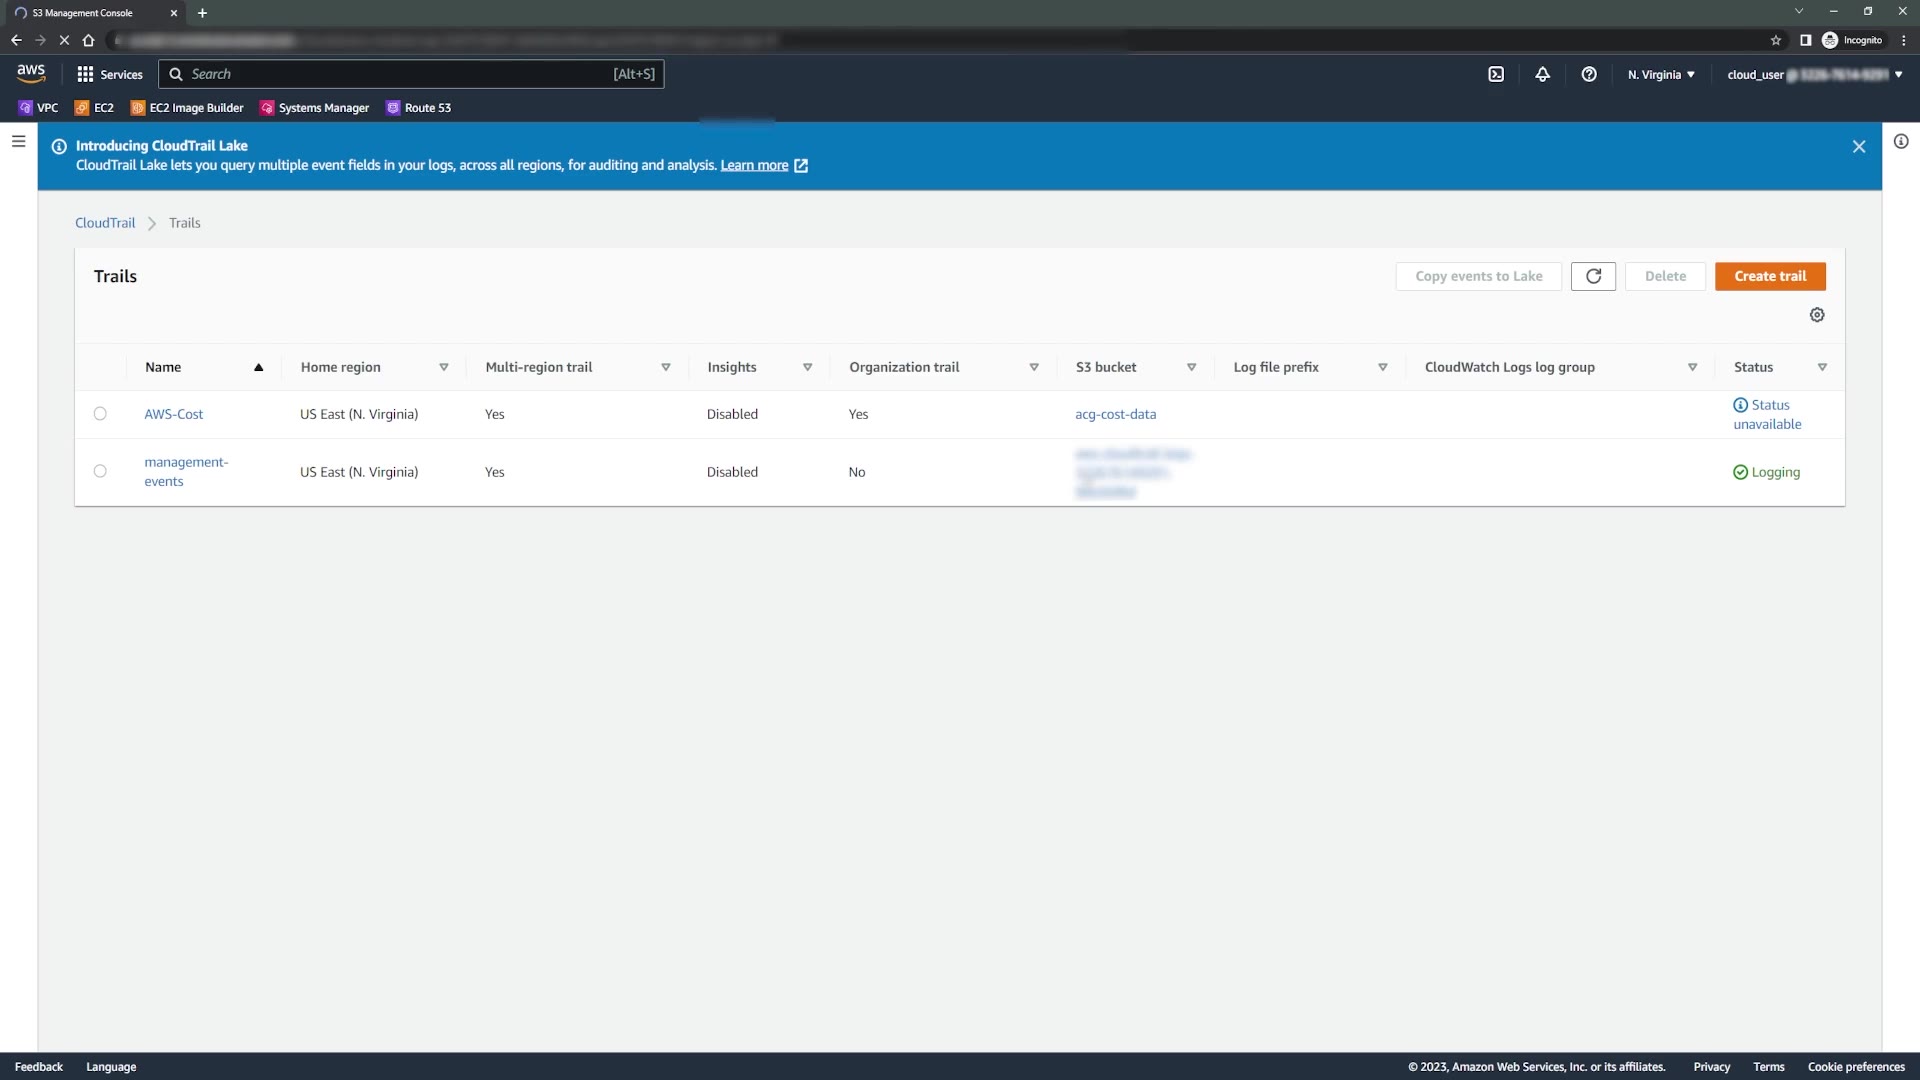 S3 Management Console
Incognito
aws
Services
Search
[Alt+S]
N. Virginia
cloud_user
VPC
EC2
EC2 Image Builder
Systems Manager
Route 53
Introducing CloudTrail Lake
CloudTrail Lake lets you query multiple event fields in your logs, across all regions, for auditing and analysis. Learn more
CloudTrail
Trails
Trails
Copy events to Lake
Delete
Create trail
Name
Home region
Multi-region trail
Insights
Organization trail
S3 bucket
Log file prefix
CloudWatch Logs log group
Status
AWS-Cost
US East (N. Virginia)
Yes
Disabled
Yes
acg-cost-data
Status
unavailable
management-
events
US East (N. Virginia)
Yes
Disabled
No
Logging
Feedback
Language
© 2023, Amazon Web Services, Inc. or its affiliates.
Privacy
Terms
Cookie preferences